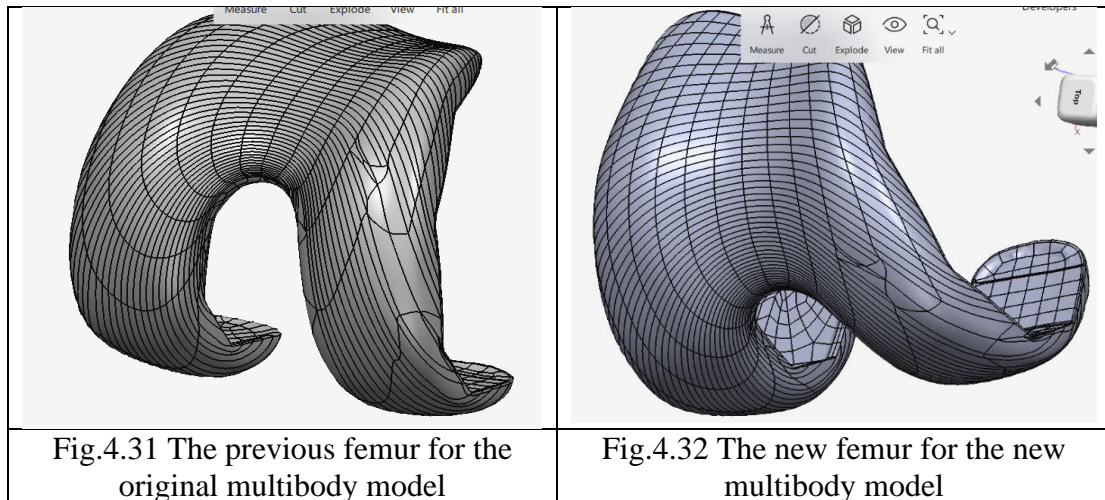 Measure Cut Explode View Fit all
Developers
Measure Cut Explode View Fit all
Top
X
Fig.4.31 The previous femur for the
original multibody model
Fig.4.32 The new femur for the new
multibody model